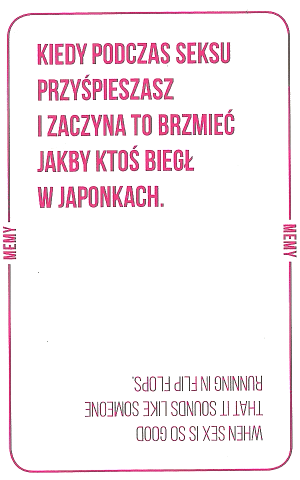 KIEDY PODCZAS SEKSU
PRZYŚPIESZASZ
I ZACZYNA TO BRZMIEĆ
JAKBY KTOŚ BIEGŁ
W JAPONKACH.
MEMY
MEMY
WHEN SEX IS SO GOOD
THAT IT SOUNDS LIKE SOMEONE
RUNNING IN FLIP FLOPS.